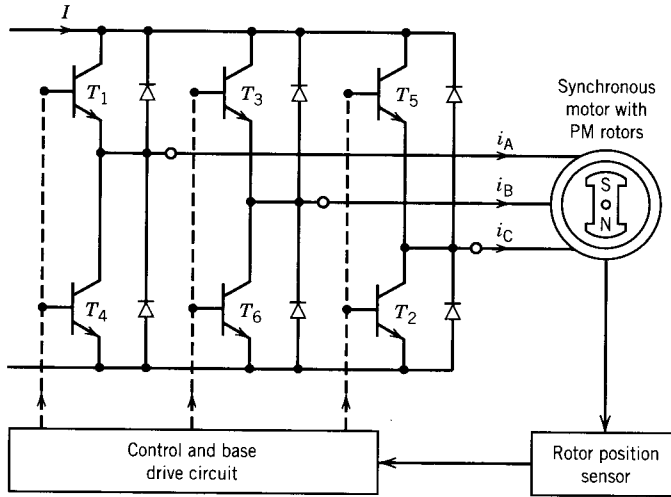 I
T1
T3
T5
Synchronous
motor with
PM rotors
iA
iB
iC
S
N
T4
T6
T2
Control and base
drive circuit
Rotor position
sensor